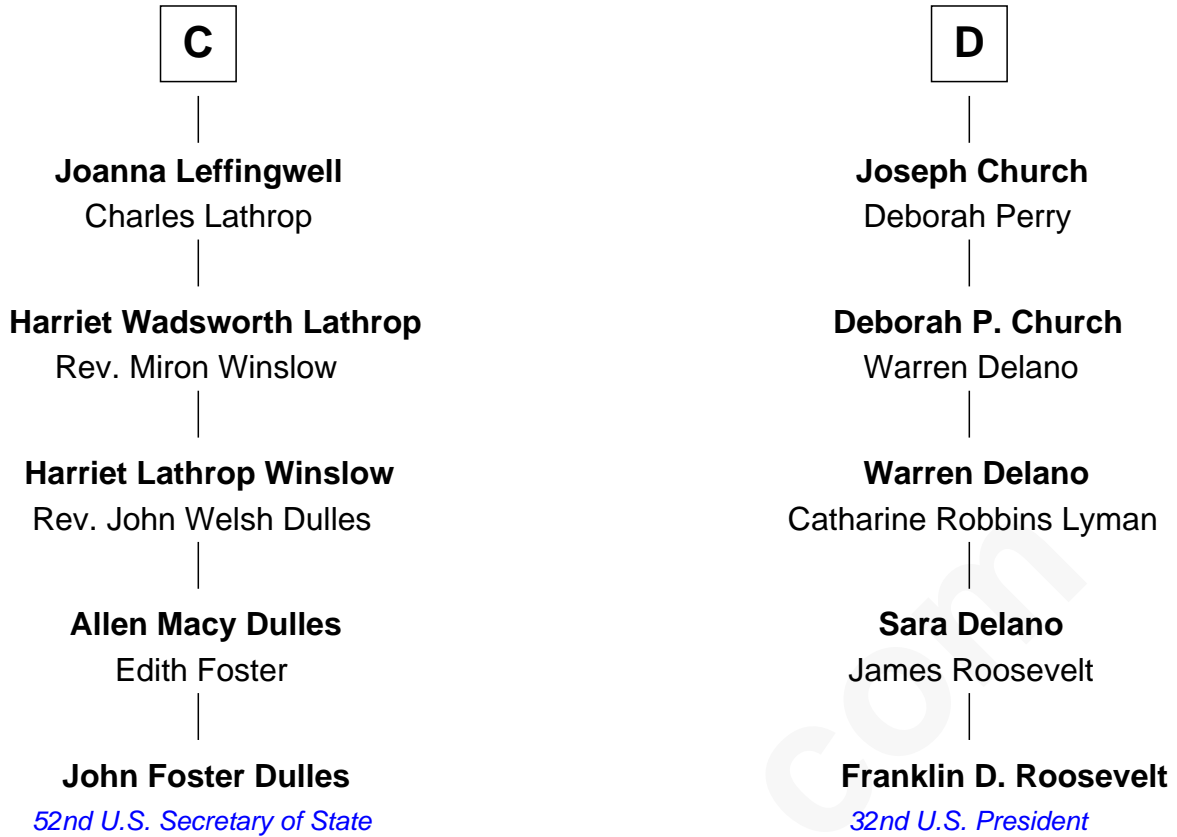 C
Joanna Leffingwell
Charles Lathrop
Harriet Wadsworth Lathrop
Rev. Miron Winslow
Harriet Lathrop Winslow
Rev. John Welsh Dulles
Allen Macy Dulles
Edith Foster
John Foster Dulles
52nd U.S. Secretary of State
D
Joseph Church
Deborah Perry
Deborah P. Church
Warren Delano
Warren Delano
Catharine Robbins Lyman
Sara Delano
James Roosevelt
Franklin D. Roosevelt
32nd U.S. President
com